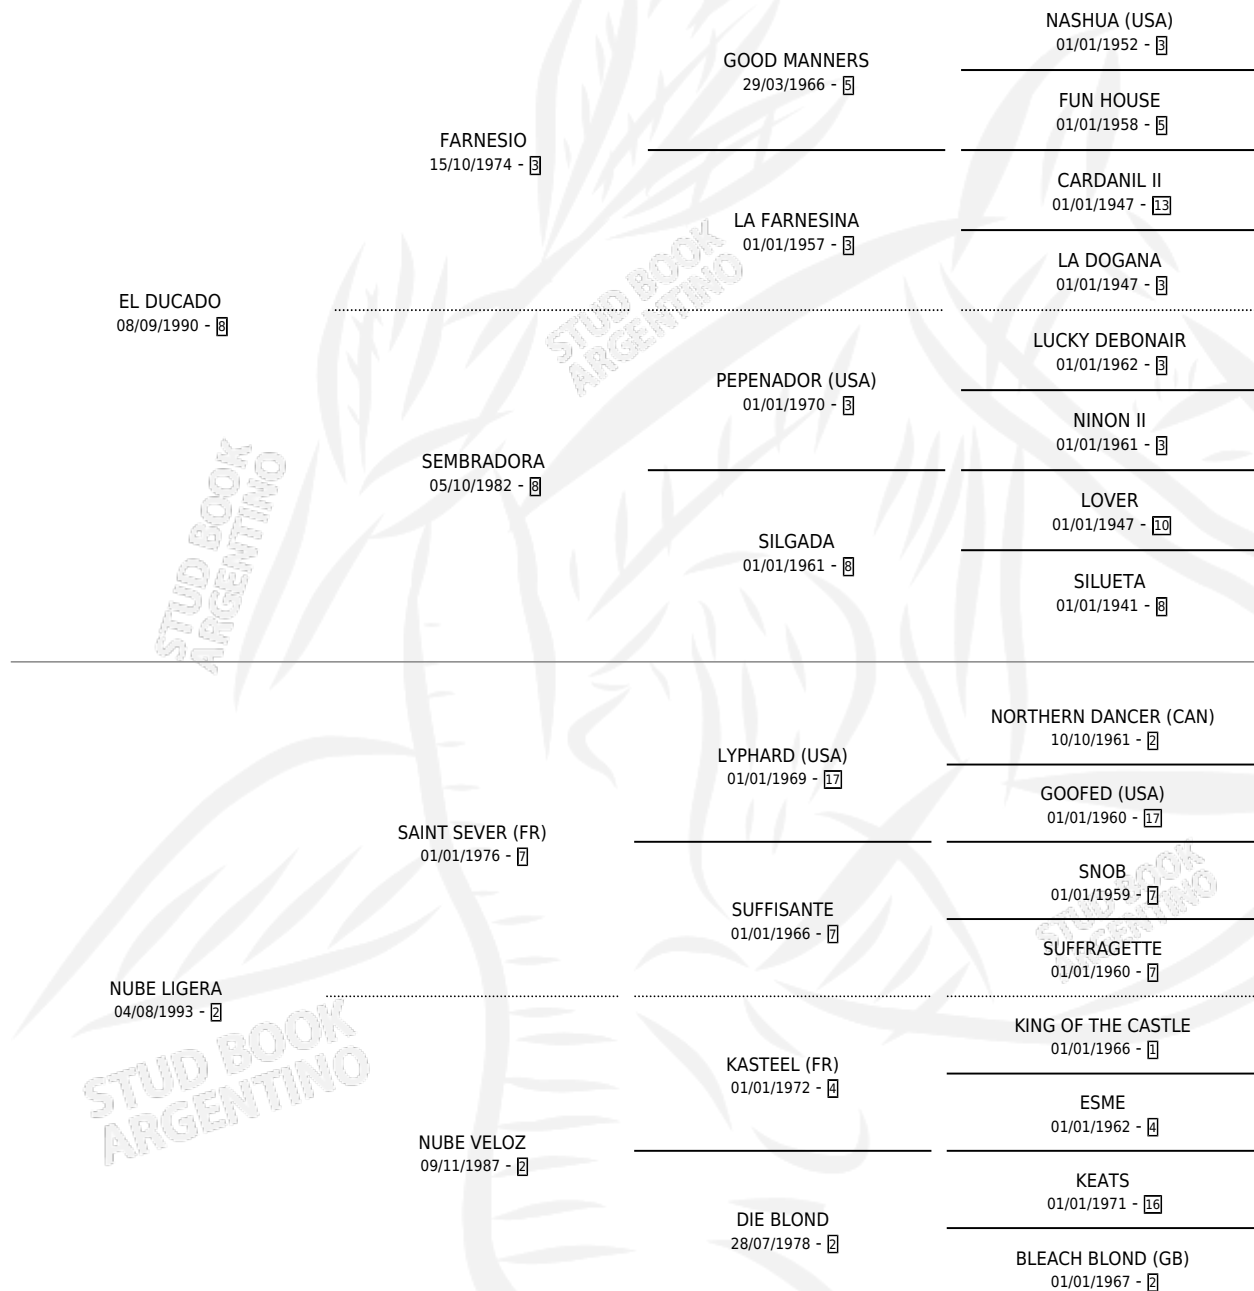 NASHUA (USA)
01/01/1952 - 3
GOOD MANNERS
29/03/1966 - 5
FUN HOUSE
01/01/1958 - 5
FARNESIO
15/10/1974 - 3
CARDANIL II
01/01/1947 - 13
LA FARNESINA
01/01/1957 - 3
LA DOGANA
01/01/1947 - 3
EL DUCADO
08/09/1990 - 8
LUCKY DEBONAIR
01/01/1962 - 3
PEPENADOR (USA)
01/01/1970 - 3
NINON II
01/01/1961 - 3
SEMBRADORA
05/10/1982 - 8
LOVER
01/01/1947 - 10
SILGADA
01/01/1961 - 8
SILUETA
01/01/1941 - 8
NORTHERN DANCER (CAN)
10/10/1961 - 2
LYPHARD (USA)
01/01/1969 - 17
GOOFED (USA)
01/01/1960 - 17
SAINT SEVER (FR)
01/01/1976 - 7
SNOB
01/01/1959 - 7
SUFFISANTE
01/01/1966 - 7
SUFFRAGETTE
01/01/1960 - 7
NUBE LIGERA
04/08/1993 - 2
KING OF THE CASTLE
01/01/1966 - 1
KASTEEL (FR)
01/01/1972 - 4
ESME
01/01/1962 - 4
NUBE VELOZ
09/11/1987 - 2
KEATS
01/01/1971 - 16
DIE BLOND
28/07/1978 - 2
BLEACH BLOND (GB)
01/01/1967 - 2
STUD BOOK
ARGENTINO
STUD BOOK
ARGENTINO
STUD BOOK
ARGENTINO
STUD BOOK
ARGENTINO